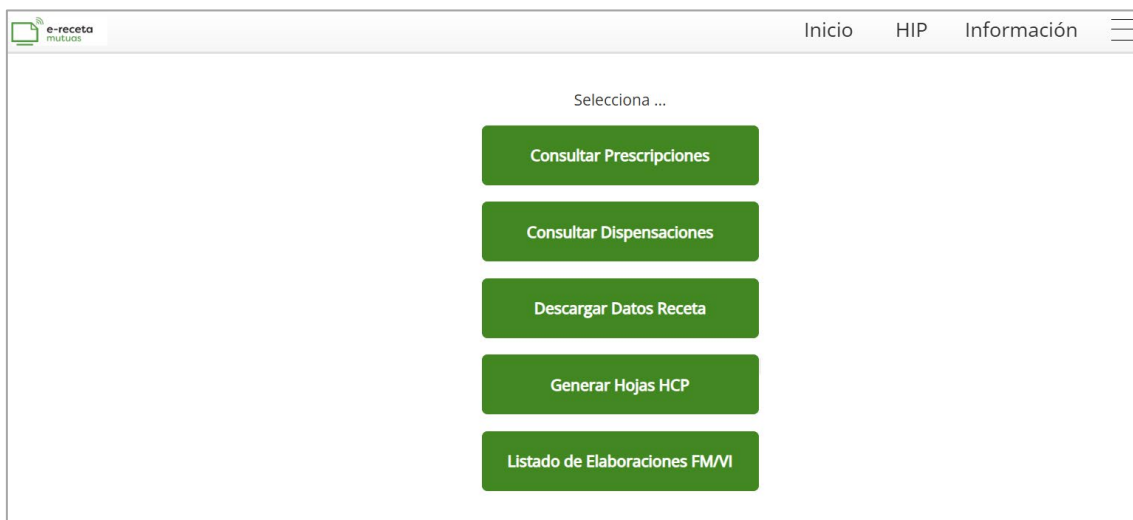 e-receta
mutuas
Inicio HIP Información
Selecciona ...
Consultar Prescripciones
Consultar Dispensaciones
Descargar Datos Receta
Generar Hojas HCP
Listado de Elaboraciones FM/VI